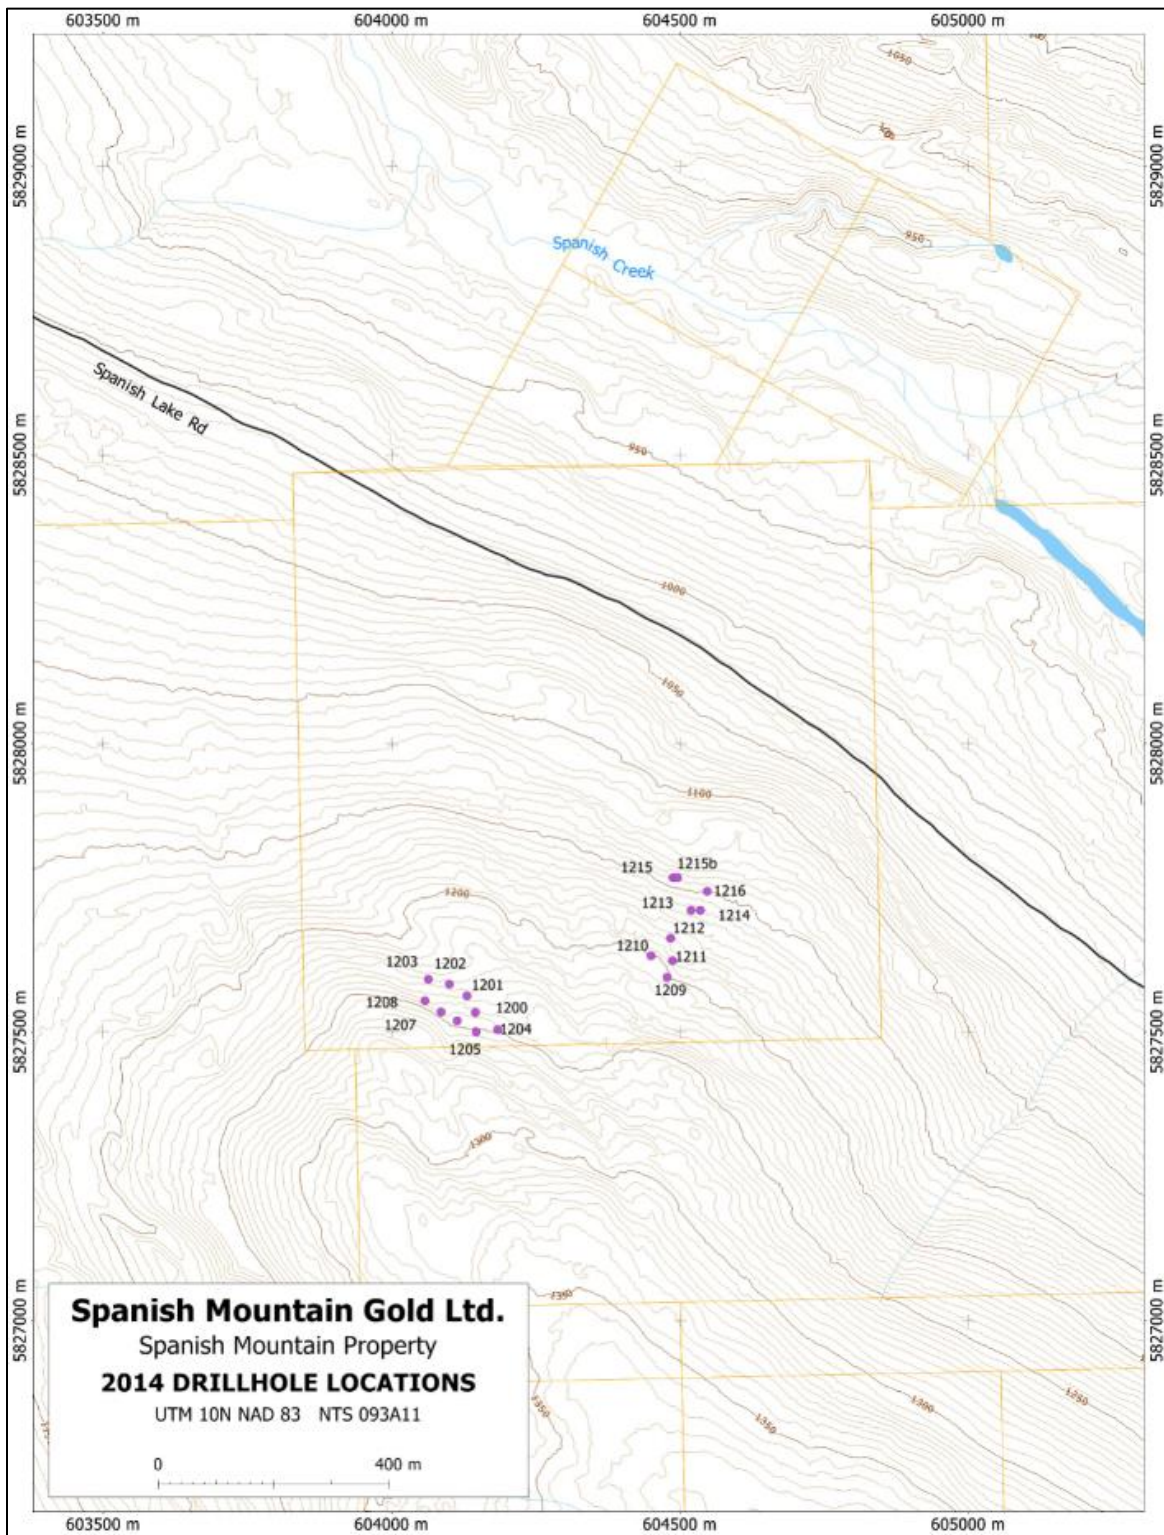 603500 m 604000 m 604500 m 605000 m
1050
5829000 m 5829000 m
950
Spanish Creek
Spanish Lake Rd
5828500 m 5828500 m
950
1000
1050
5828000 m 5828000 m
1100
1215 1215b
1216
1213 1214
1200
1212
1210
1211
1203 1202
1209
1201
1208 1200
1207 1204
1205
5827500 m 5827500 m
1300
1350
5827000 m 5827000 m
Spanish Mountain Gold Ltd.
Spanish Mountain Property
2014 DRILLHOLE LOCATIONS
UTM 10N NAD 83 NTS 093A11
0 400 m
1350 1350 1300 1250
603500 m 604000 m 604500 m 605000 m